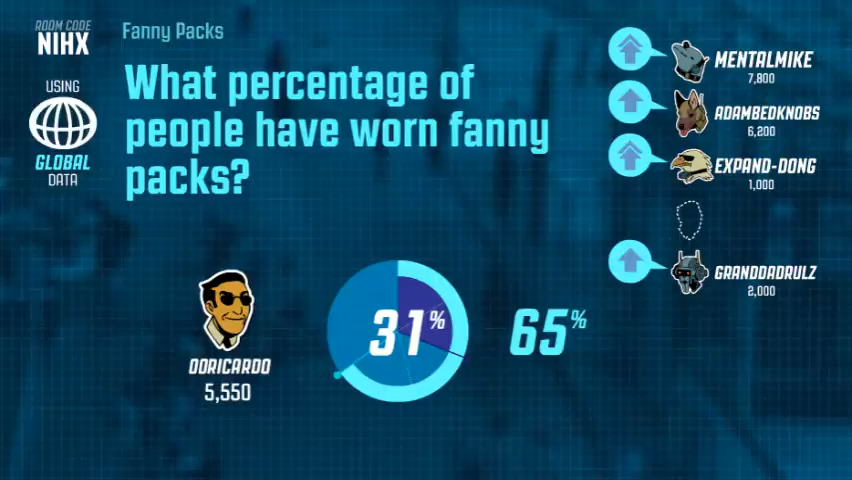 ROOM CODE
NIHX
USING
GLOBAL
DATA
Fanny Packs
What percentage of
people have worn fanny
packs?
MENTALMIKE
7,800
ADAMBEDKNOBS
6,200
EXPAND-DONG
1,000
GRANDDADRULZ
2,000
DDRICARDO
5,550
31%
65%